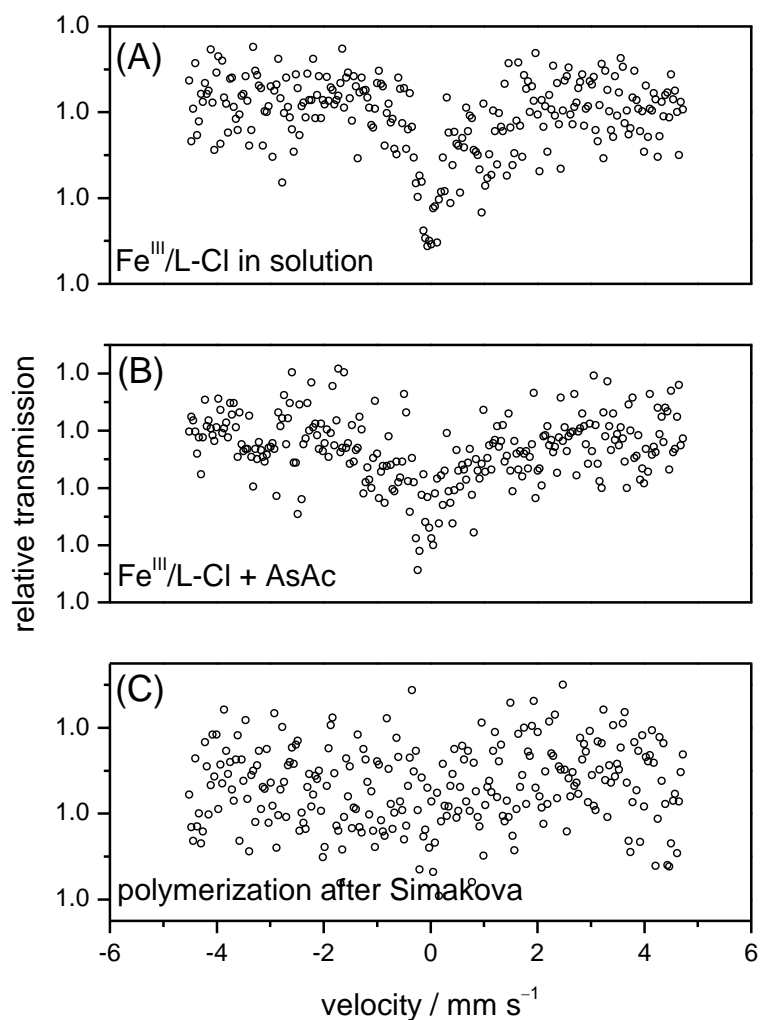 (A)
1.0
1.0
1.0
1.0
Fe^III/L-Cl in solution
relative transmission
(B)
1.0
1.0
1.0
1.0
1.0
Fe^III/L-Cl + AsAc
(C)
1.0
1.0
1.0
polymerization after Simakova
-6 -4 -2 0 2 4 6
velocity / mm s⁻¹